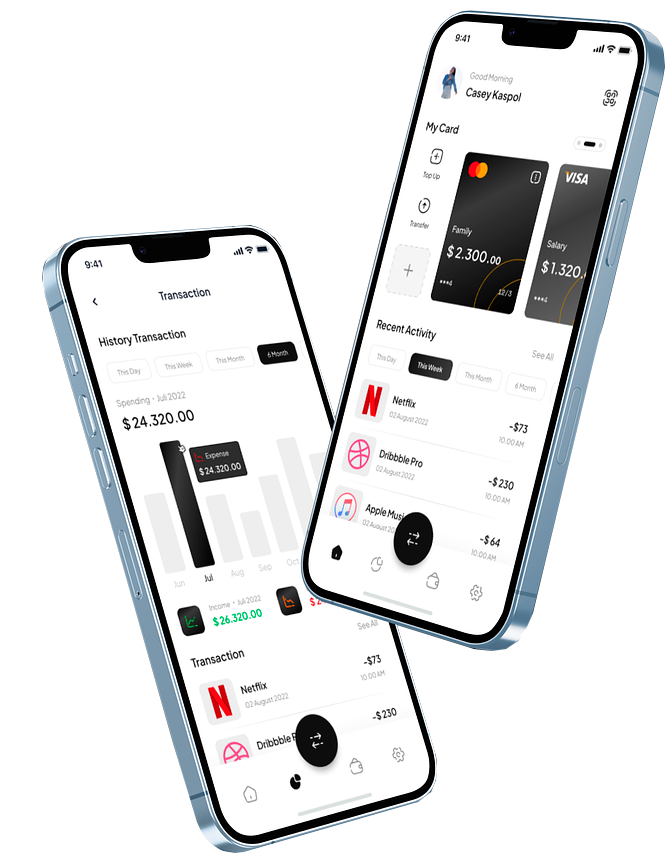 9:41
Good Morning
Casey Kaspol
My Card
Top Up
Transfer
Family
$2.300.00
***4
12/3
VISA
Salary
$1.320.
***4
Recent Activity
See All
This Day
This Week
This Month
6 Month
Netflix
02 August 2022
-$73
10.00 AM
Dribbble Pro
02 August 2022
-$230
10.00 AM
Apple Music
02 August 2022
-$64
10.00 AM
9:41
Transaction
History Transaction
This Day
This Week
This Month
6 Month
Spending • Juli 2022
$24.320.00
Expense
$24.320.00
Jun
Jul
Aug
Sep
Oct
Income • Juli 2022
$26.320.00
$2
See All
Transaction
Netflix
02 August 2022
-$73
10.00 AM
Dribbble P
-$230